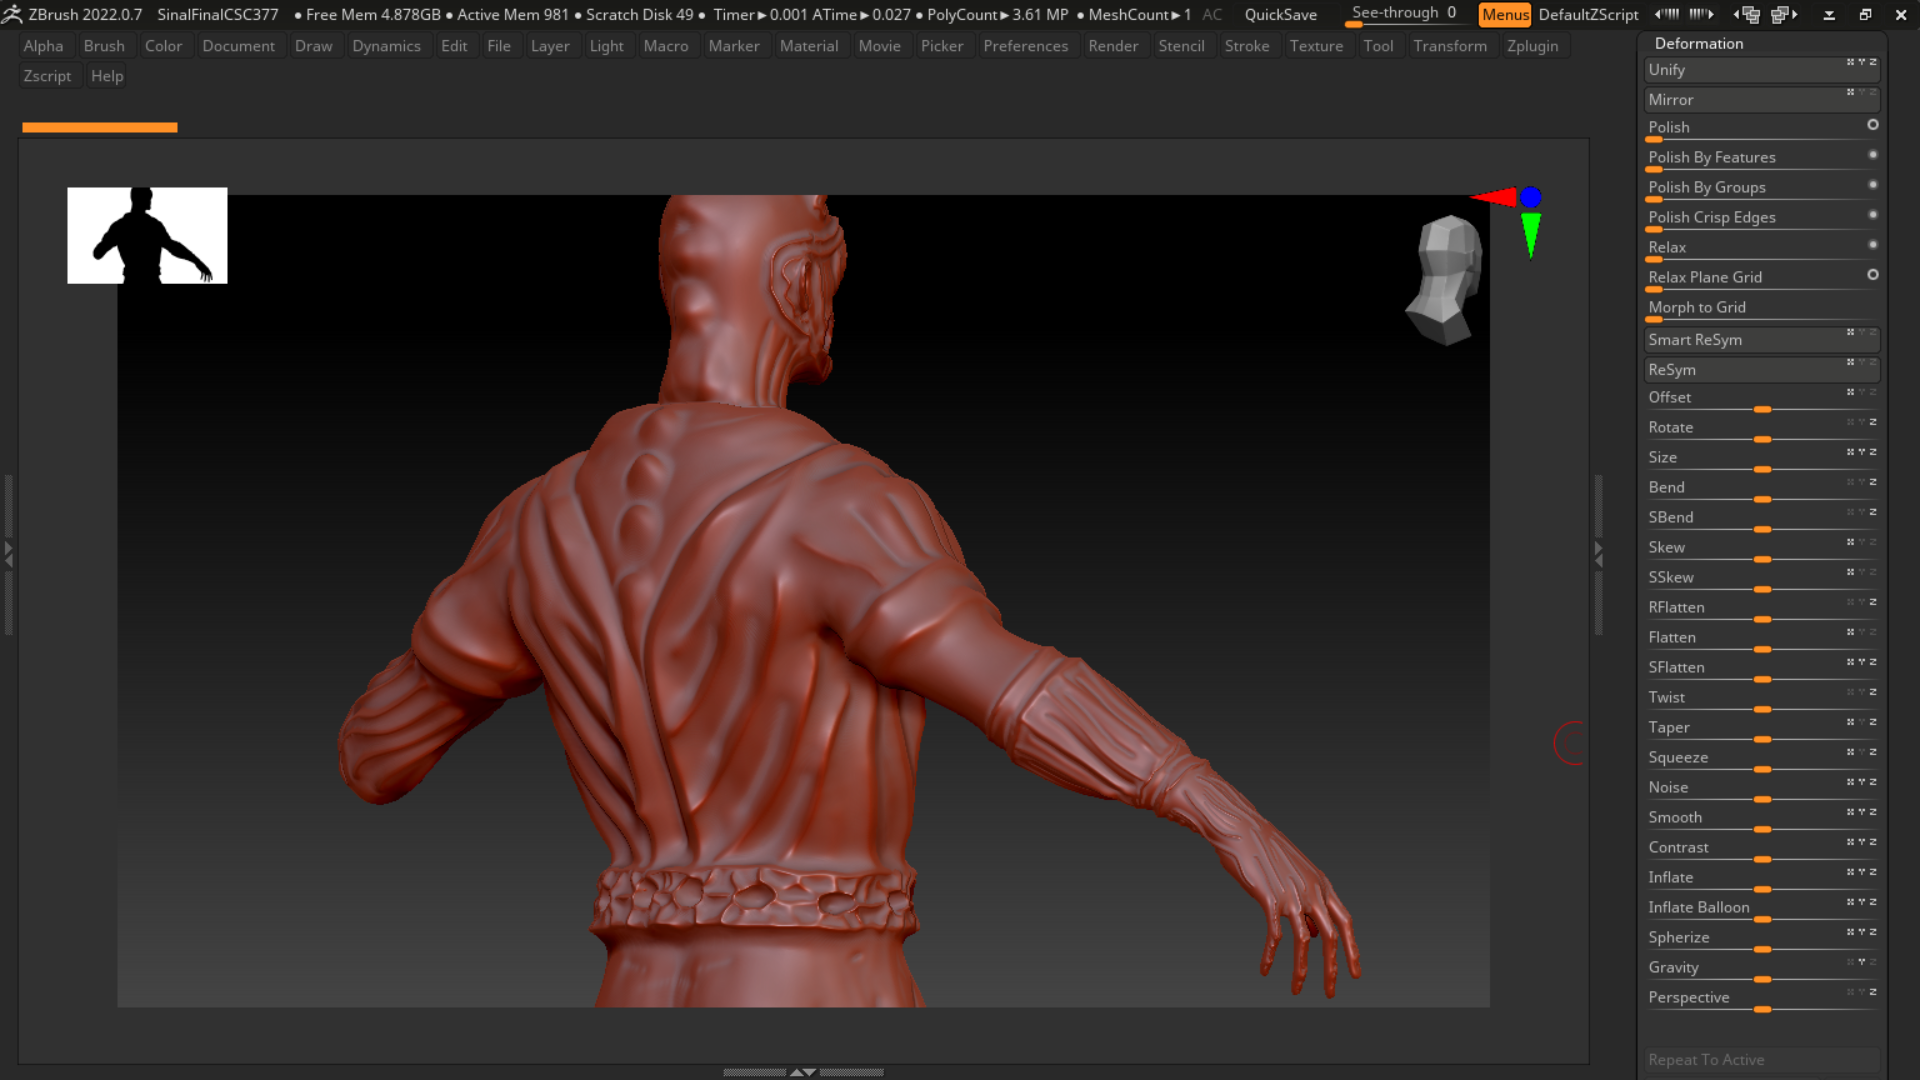 ZBrush 2022.0.7 SinalFinalCSC377 ● Free Mem 4.878GB ● Active Mem 981 ● Scratch Disk 49 ● Timer►0.001 ATime►0.027 ● PolyCount►3.61 MP ● MeshCount►1 AC QuickSave See-through 0 Menus DefaultZScript
Alpha Brush Color Document Draw Dynamics Edit File Layer Light Macro Marker Material Movie Picker Preferences Render Stencil Stroke Texture Tool Transform Zplugin
Zscript Help
Deformation
Unify
Mirror
Polish
Polish By Features
Polish By Groups
Polish Crisp Edges
Relax
Relax Plane Grid
Morph to Grid
Smart ReSym
ReSym
Offset
Rotate
Size
Bend
SBend
Skew
SSkew
RFlatten
Flatten
SFlatten
Twist
Taper
Squeeze
Noise
Smooth
Contrast
Inflate
Inflate Balloon
Spherize
Gravity
Perspective
Repeat To Active